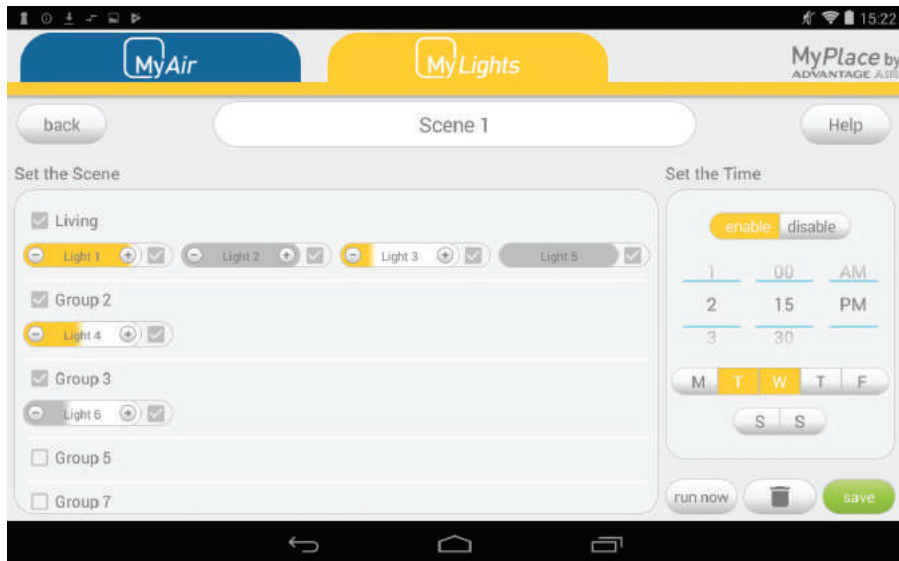 15:22
MyAir
MyLights
MyPlace by
ADVANTAGE AIR
back
Scene 1
Help
Set the Scene
Set the Time
Living
Light 1
Light 2
Light 3
Light 5
Group 2
Light 4
Group 3
Light 6
Group 5
Group 7
enable disable
1 00 AM
2 15 PM
3 30
M T W T F
S S
run now
save